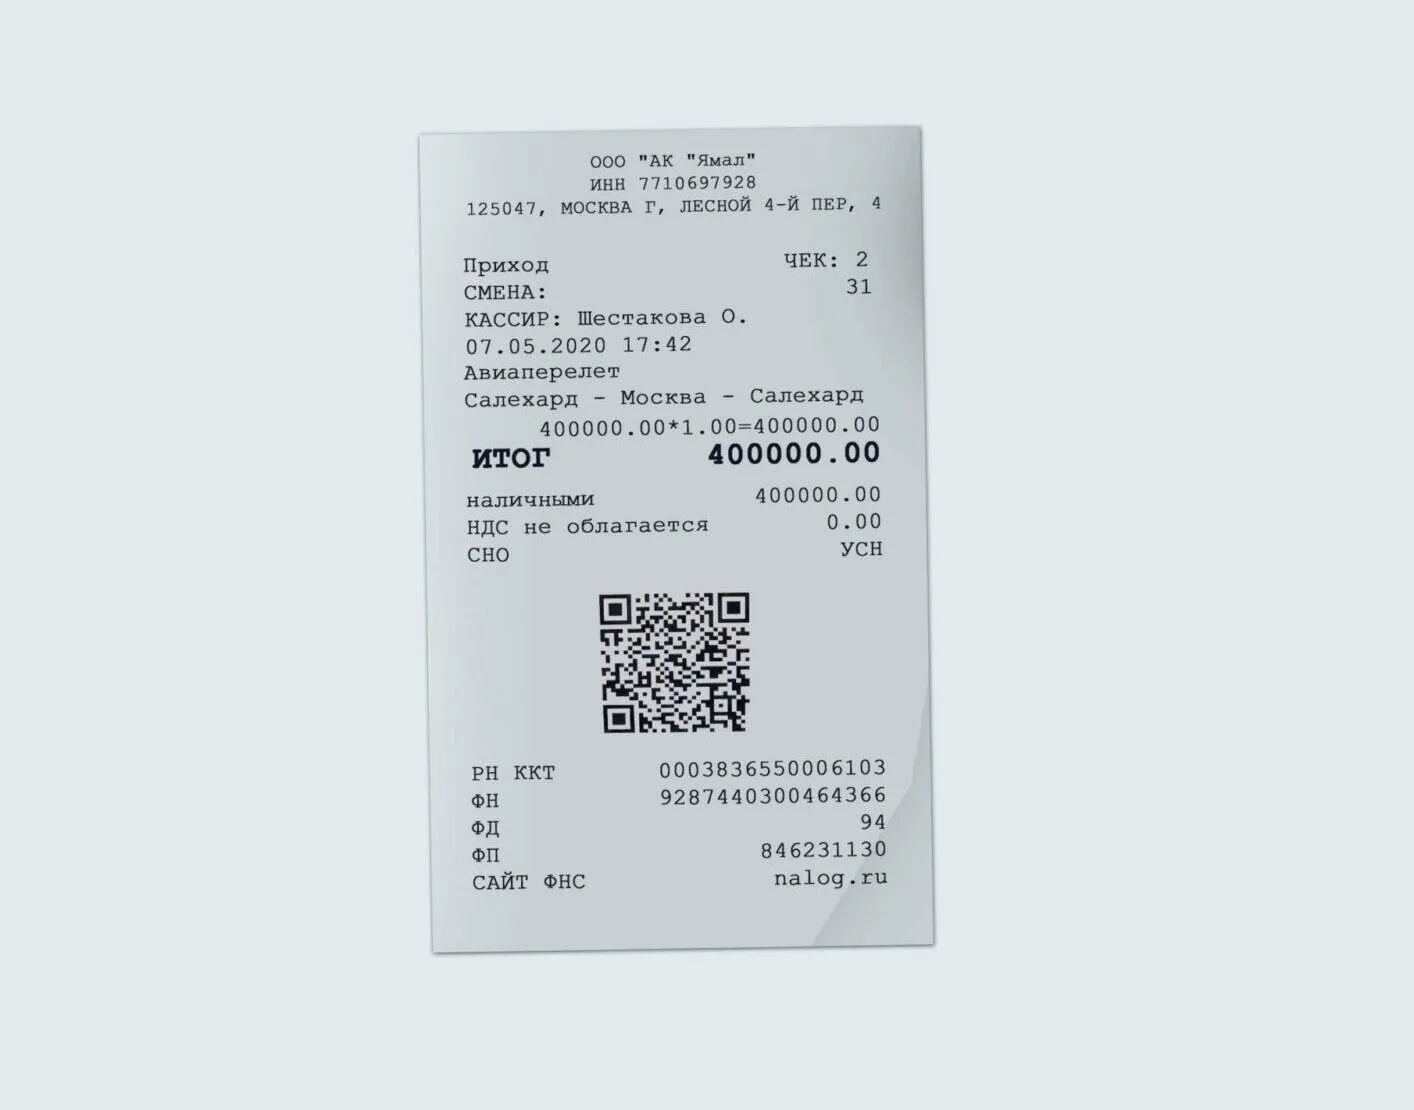 ООО "АК "Ямал"
ИНН 7710697928
125047, МОСКВА Г, ЛЕСНОЙ 4-Й ПЕР, 4
Приход ЧЕК: 2
СМЕНА: 31
КАССИР: Шестакова О.
07.05.2020 17:42
Авиаперелет
Салехард - Москва - Салехард
400000.00*1.00=400000.00
ИТОГ 400000.00
наличными 400000.00
НДС не облагается 0.00
СНО УСН
РН ККТ 0003836550006103
ФН 9287440300464366
ФД 94
ФП 846231130
САЙТ ФНС nalog.ru